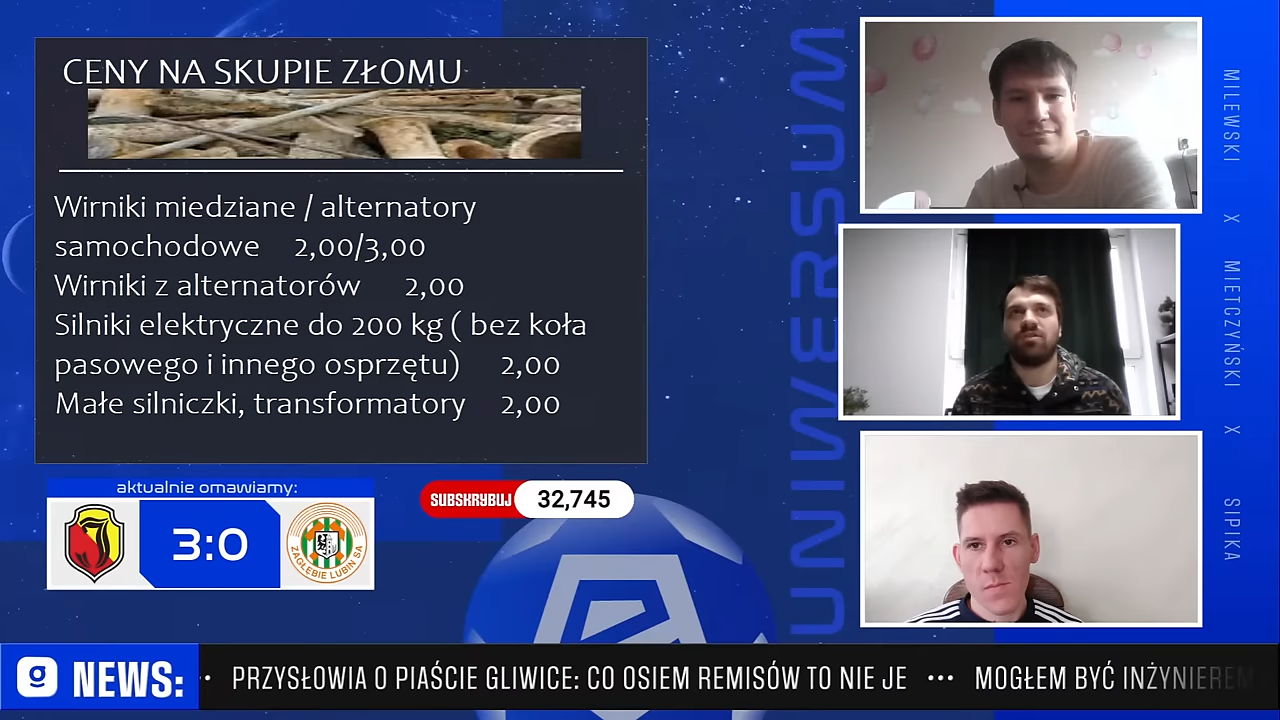 CENY NA SKUPIE ZŁOMU
Wirniki miedziane / alternatory
samochodowe 2,00/3,00
Wirniki z alternatorów 2,00
Silniki elektryczne do 200 kg ( bez koła
pasowego i innego osprzętu) 2,00
Małe silniczki, transformatory 2,00
aktualnie omawiamy:
3:0
ZAGŁĘBIE LUBIN SA
SUBSKRYBUJ 32,745
UNIWERSUM
MILEWSKI X MIETCZYŃSKI X SIPIKA
g NEWS: •• PRZYSŁOWIA O PIAŚCIE GLIWICE: CO OSIEM REMISÓW TO NIE JE ••• MOGŁEM BYĆ INŻYNIEREM